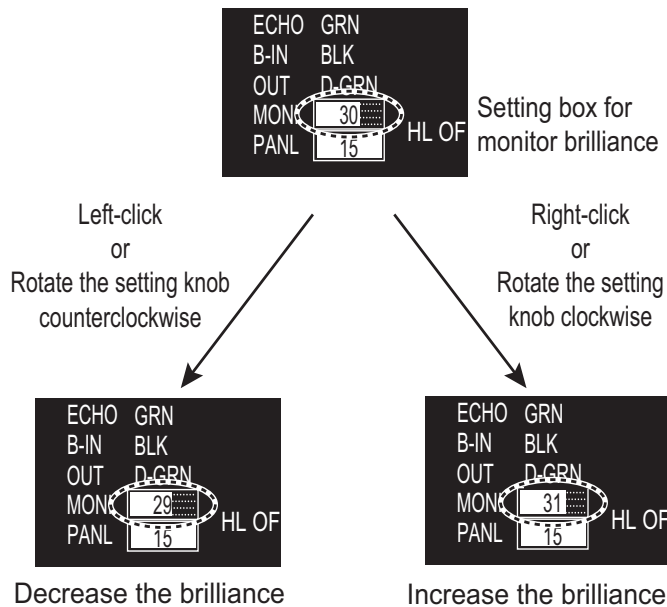 ECHO GRN
B-IN BLK
OUT D-GRN
MONI 30
PANL 15 HL OF
Setting box for
monitor brilliance
Left-click
or
Rotate the setting knob
counterclockwise
Right-click
or
Rotate the setting
knob clockwise
ECHO GRN
B-IN BLK
OUT D-GRN
MONI 29
PANL 15 HL OF
Decrease the brilliance
ECHO GRN
B-IN BLK
OUT D-GRN
MONI 31
PANL 15 HL OF
Increase the brilliance